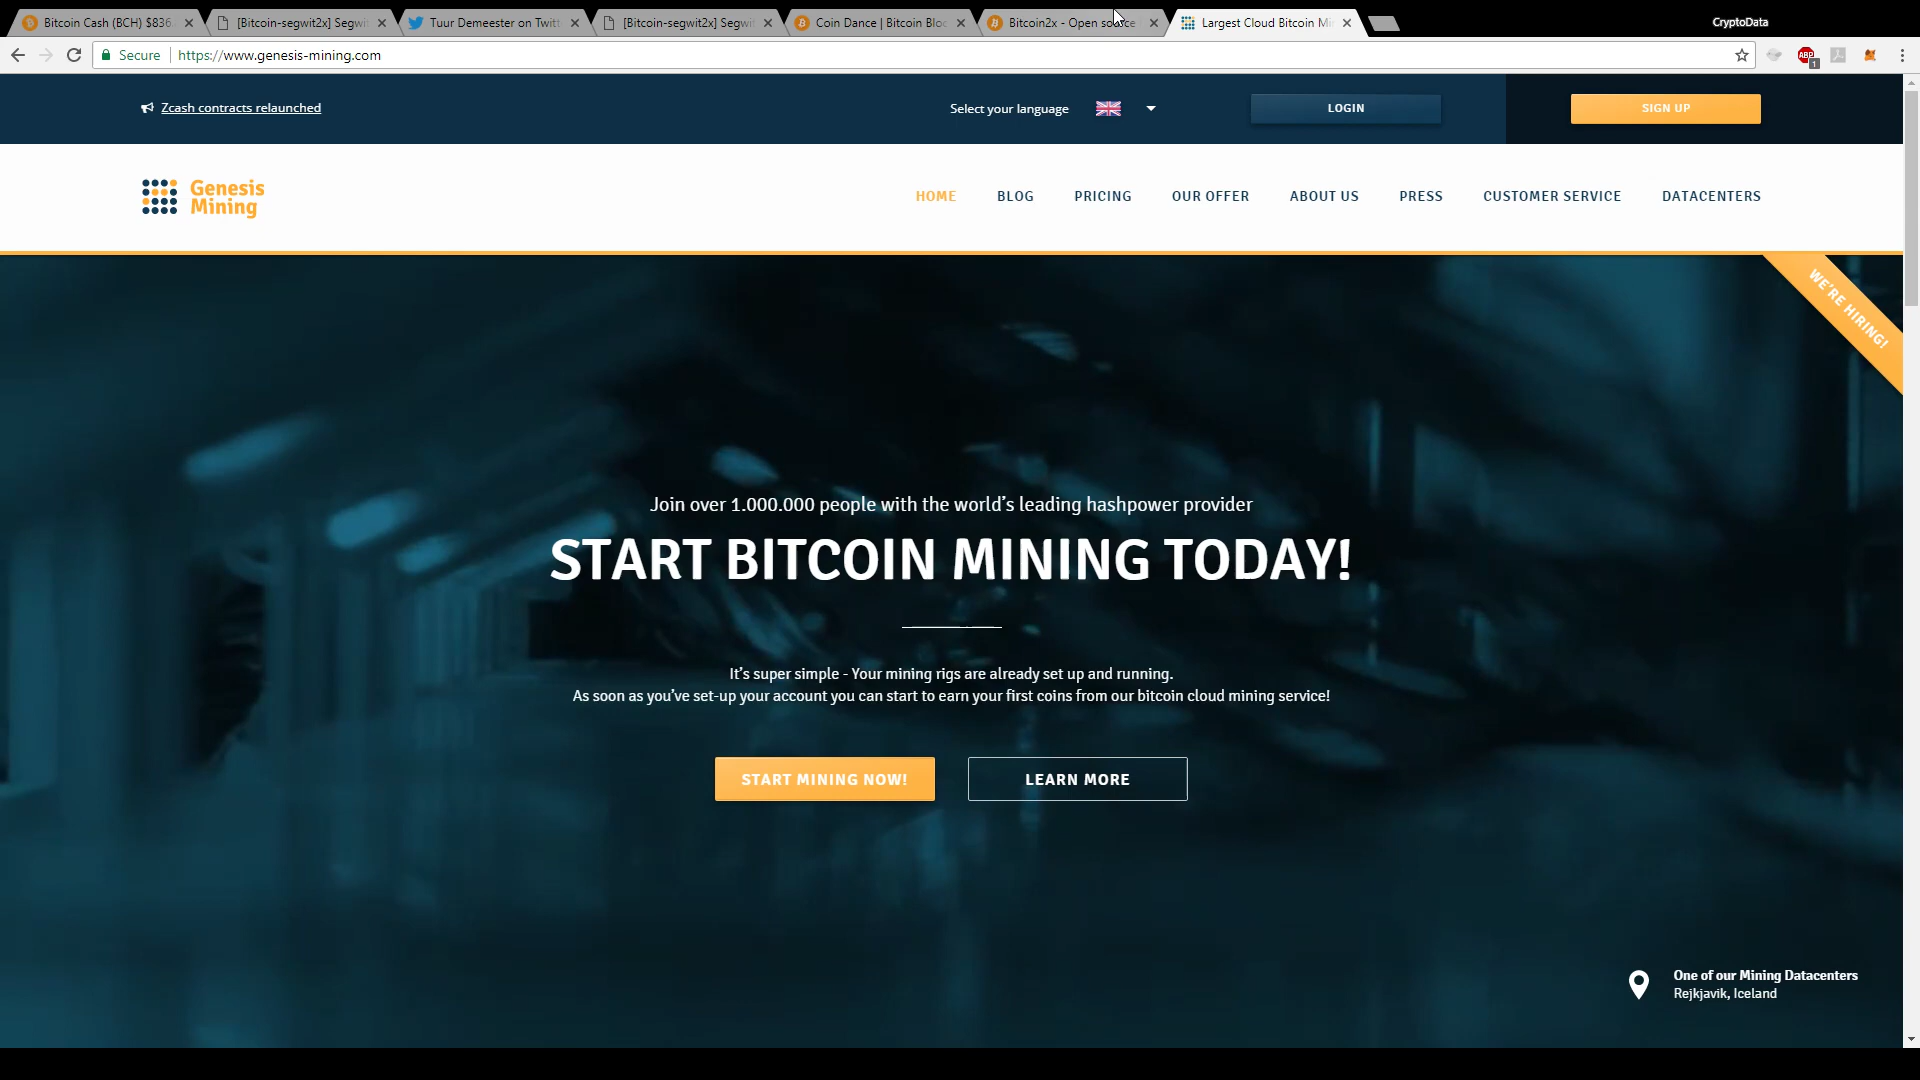 Bitcoin Cash (BCH) $836.
[Bitcoin-segwit2x] Segwi
Tuur Demeester on Twitt
[Bitcoin-segwit2x] Segwi
Coin Dance | Bitcoin Bloc
Bitcoin2x - Open source
Largest Cloud Bitcoin Mi
CryptoData
Secure
https://www.genesis-mining.com
ABP
1
Zcash contracts relaunched
Select your language
LOGIN
SIGN UP
Genesis
Mining
HOME
BLOG
PRICING
OUR OFFER
ABOUT US
PRESS
CUSTOMER SERVICE
DATACENTERS
WE'RE HIRING!
Join over 1.000.000 people with the world's leading hashpower provider
START BITCOIN MINING TODAY!
It's super simple - Your mining rigs are already set up and running.
As soon as you've set-up your account you can start to earn your first coins from our bitcoin cloud mining service!
START MINING NOW!
LEARN MORE
One of our Mining Datacenters
Rejkjavik, Iceland